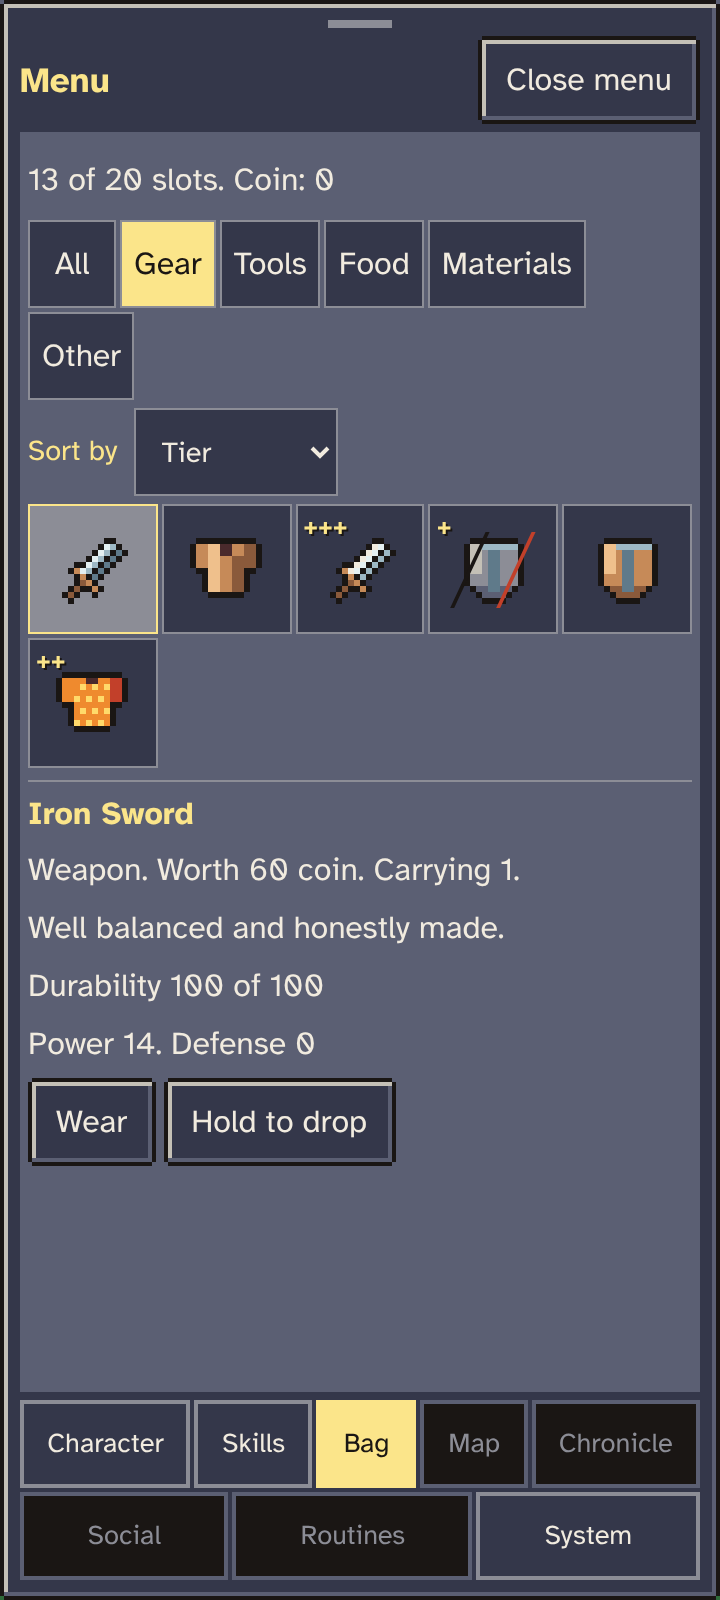 Menu
Close menu
13 of 20 slots. Coin: 0
All
Gear
Tools
Food
Materials
Other
Sort by
Tier
+++
+
++
Iron Sword
Weapon. Worth 60 coin. Carrying 1.
Well balanced and honestly made.
Durability 100 of 100
Power 14. Defense 0
Wear
Hold to drop
Character
Skills
Bag
Map
Chronicle
Social
Routines
System